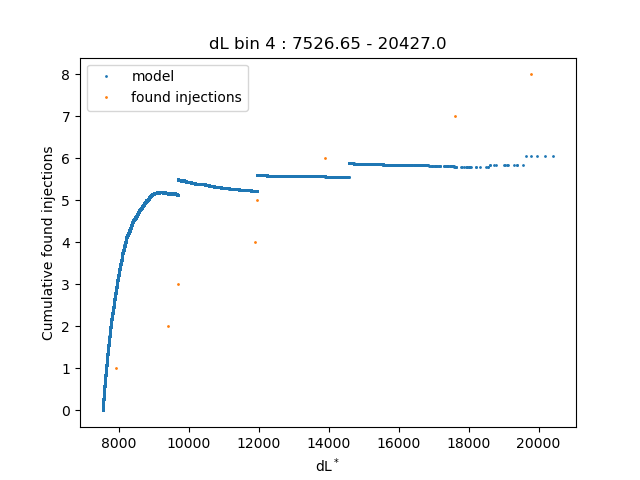 dL bin 4 : 7526.65 - 20427.0
model
found injections
Cumulative found injections
8
7
6
5
4
3
2
1
0
8000 10000 12000 14000 16000 18000 20000
dL*